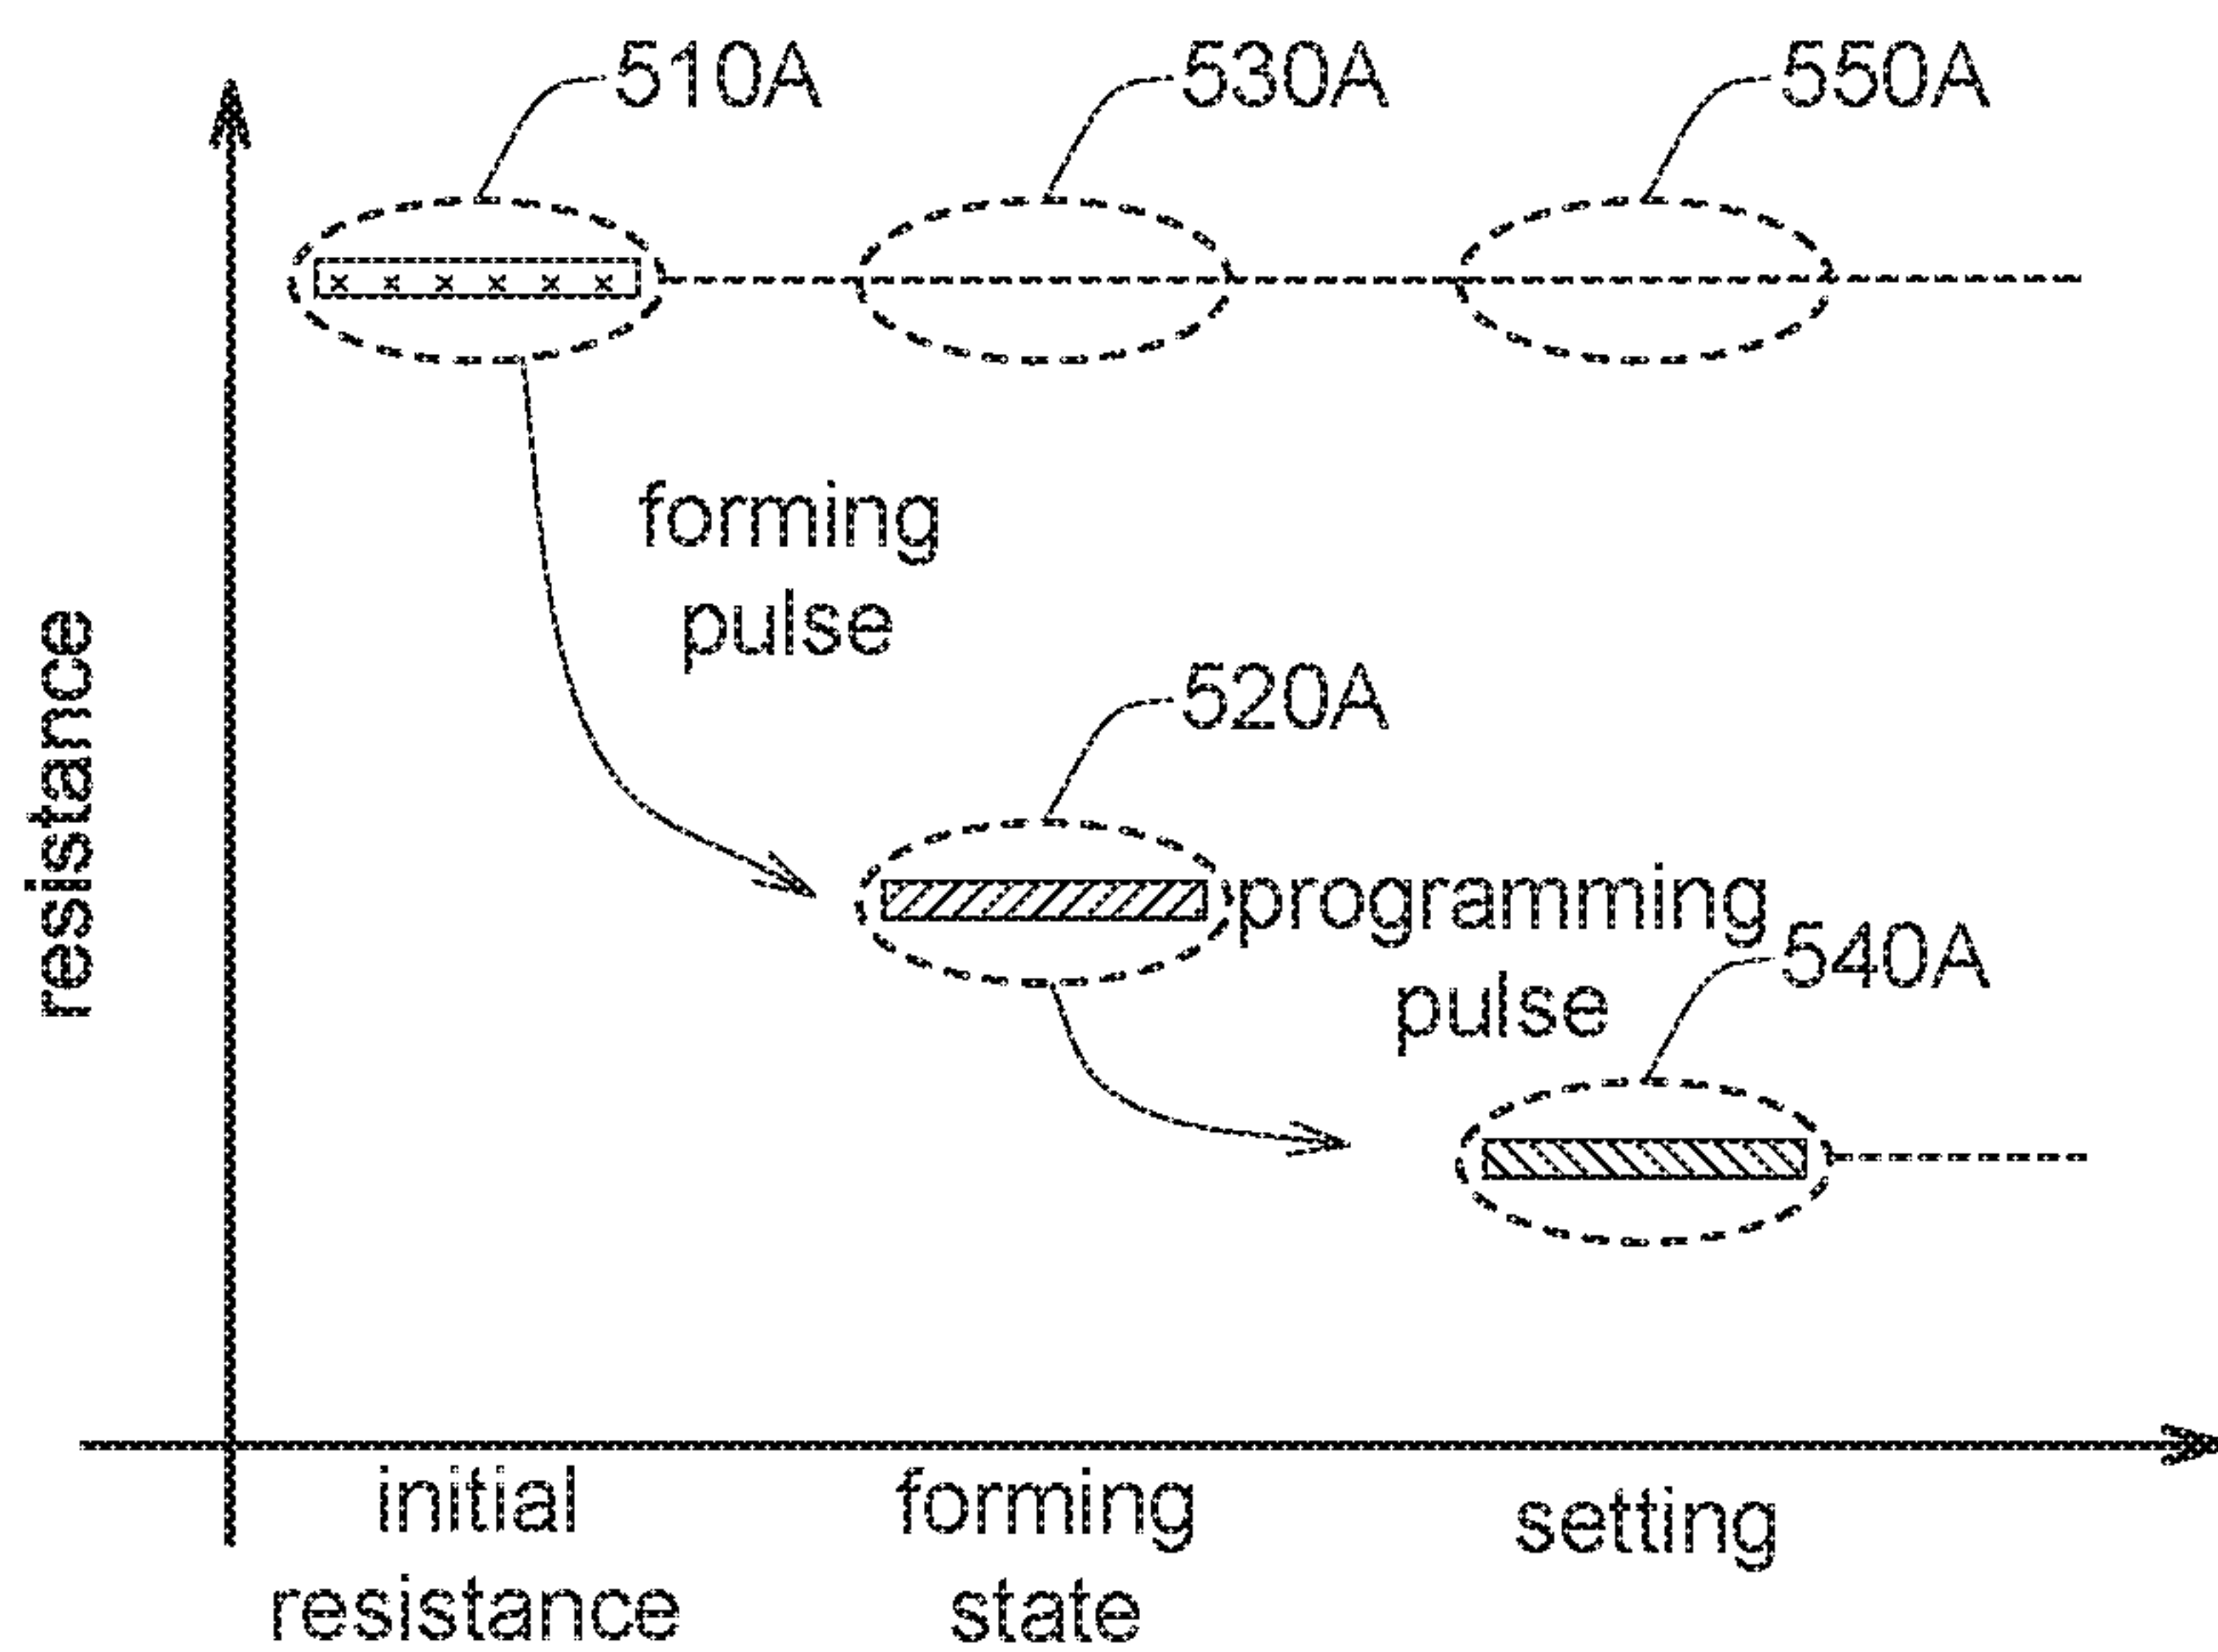 510A
530A
550A
resistance
forming
pulse
520A
programming
pulse
540A
initial
resistance
forming
state
setting